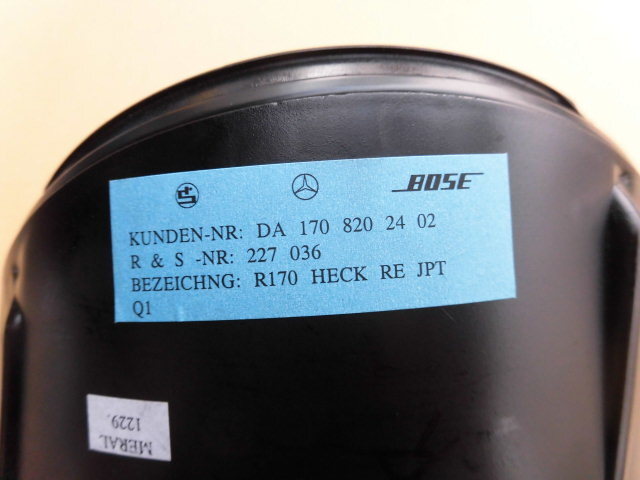 BOSE
KUNDEN-NR: DA 170 820 24 02
R & S -NR: 227 036
BEZEICHNG: R170 HECK RE JPT
Q1
MERAL
1229.